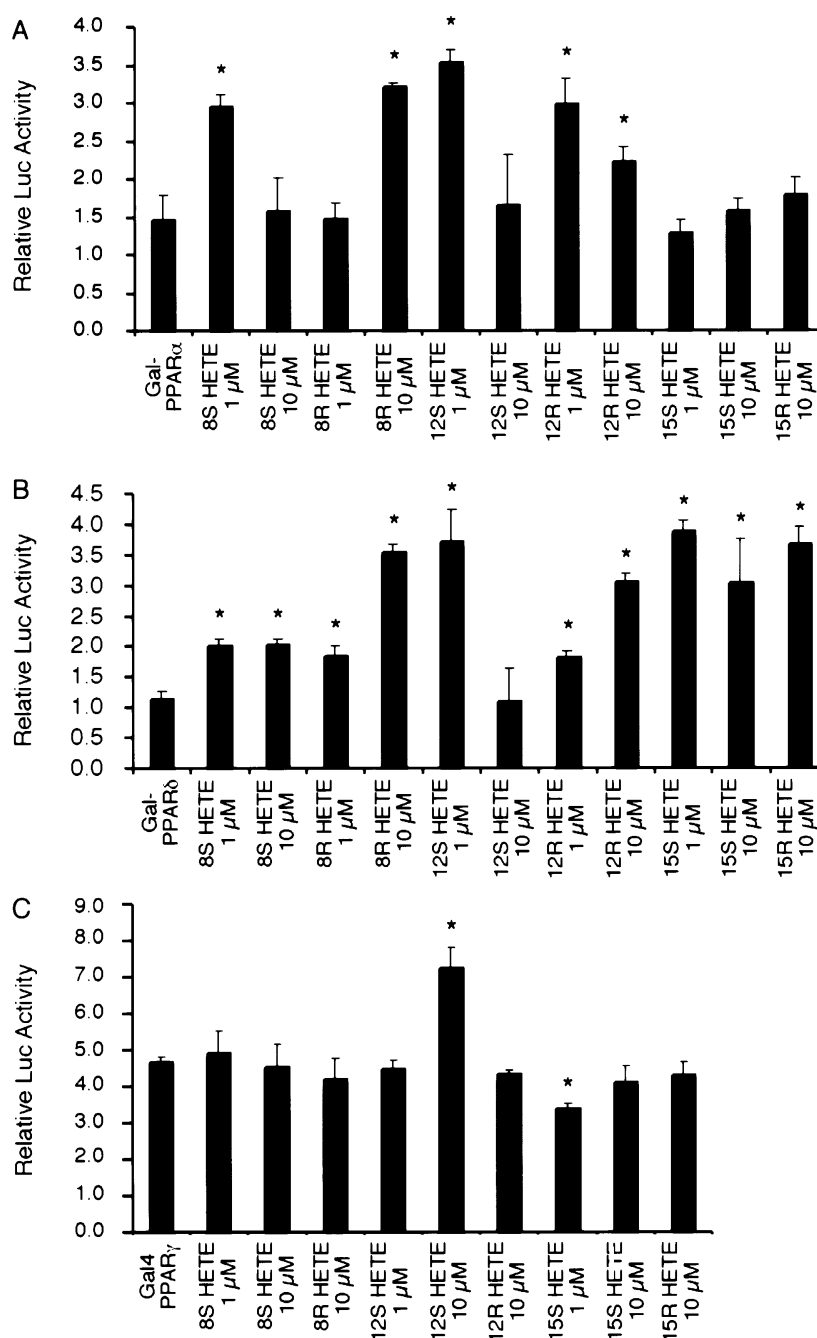 A
Relative Luc Activity
4.0
3.5
3.0
2.5
2.0
1.5
1.0
0.5
0.0
*
*
*
*
*
Gal-
PPARα
8S HETE
1 µM
8S HETE
10 µM
8R HETE
1 µM
8R HETE
10 µM
12S HETE
1 µM
12S HETE
10 µM
12R HETE
1 µM
12R HETE
10 µM
15S HETE
1 µM
15S HETE
10 µM
15R HETE
10 µM
B
Relative Luc Activity
4.5
4.0
3.5
3.0
2.5
2.0
1.5
1.0
0.5
0.0
*
*
*
*
*
*
*
*
*
*
Gal-
PPARδ
8S HETE
1 µM
8S HETE
10 µM
8R HETE
1 µM
8R HETE
10 µM
12S HETE
1 µM
12S HETE
10 µM
12R HETE
1 µM
12R HETE
10 µM
15S HETE
1 µM
15S HETE
10 µM
15R HETE
10 µM
C
Relative Luc Activity
9.0
8.0
7.0
6.0
5.0
4.0
3.0
2.0
1.0
0.0
*
*
Gal4
PPARγ
8S HETE
1 µM
8S HETE
10 µM
8R HETE
10 µM
12S HETE
1 µM
12S HETE
10 µM
12R HETE
10 µM
15S HETE
1 µM
15S HETE
10 µM
15R HETE
10 µM